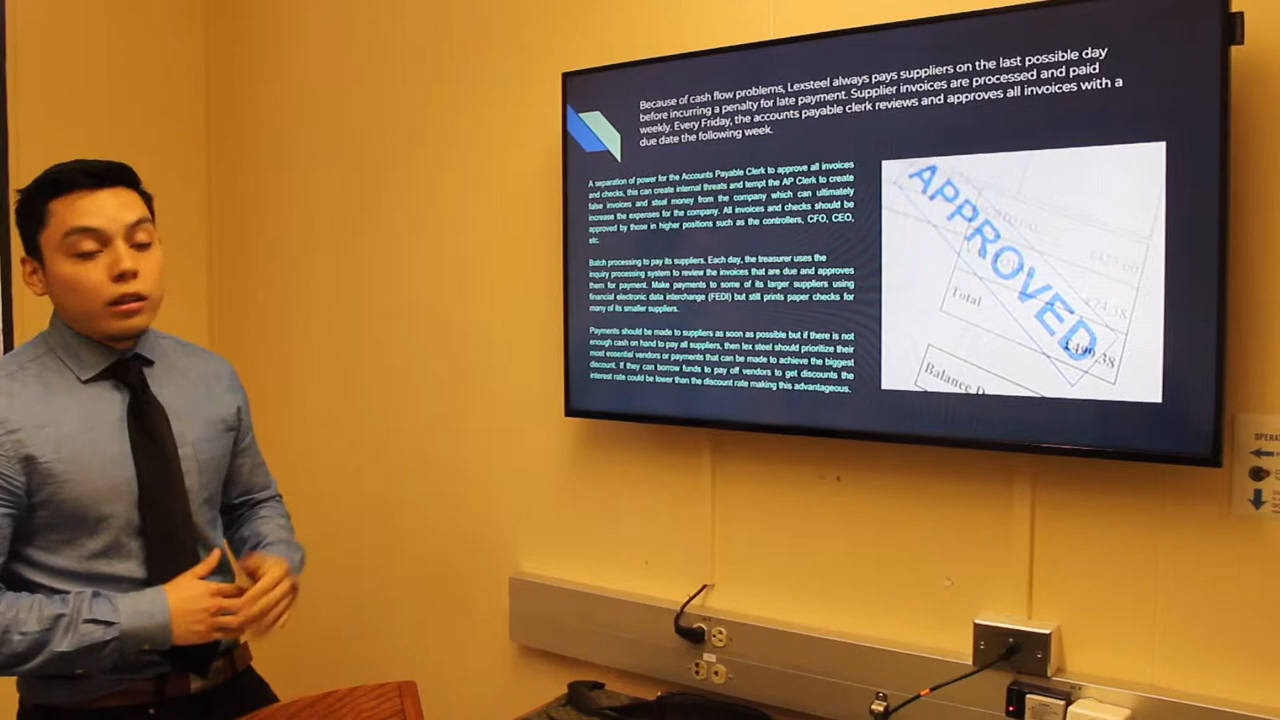 Because of cash flow problems, Lexsteel always pays suppliers on the last possible day
before incurring a penalty for late payment. Supplier invoices are processed and paid
weekly. Every Friday, the accounts payable clerk reviews and approves all invoices with a
due date the following week.
A separation of power for the Accounts Payable Clerk to approve all invoices
and checks, this can create internal threats and tempt the AP Clerk to create
false invoices and steal money from the company which can ultimately
increase the expenses for the company. All invoices and checks should be
approved by those in higher positions such as the controllers, CFO, CEO,
etc.
Batch processing to pay its suppliers. Each day, the treasurer uses the
inquiry processing system to review the invoices that are due and approves
them for payment. Make payments to some of its larger suppliers using
financial electronic data interchange (FEDI) but still prints paper checks for
many of its smaller suppliers.
Payments should be made to suppliers as soon as possible but if there is not
enough cash on hand to pay all suppliers, then lex steel should prioritize their
most essential vendors or payments that can be made to achieve the biggest
discount. If they can borrow funds to pay off vendors to get discounts the
interest rate could be lower than the discount rate making this advantageous.
APPROVED
£425.00
£74.38
Total
£499.38
Balance D
OPERA